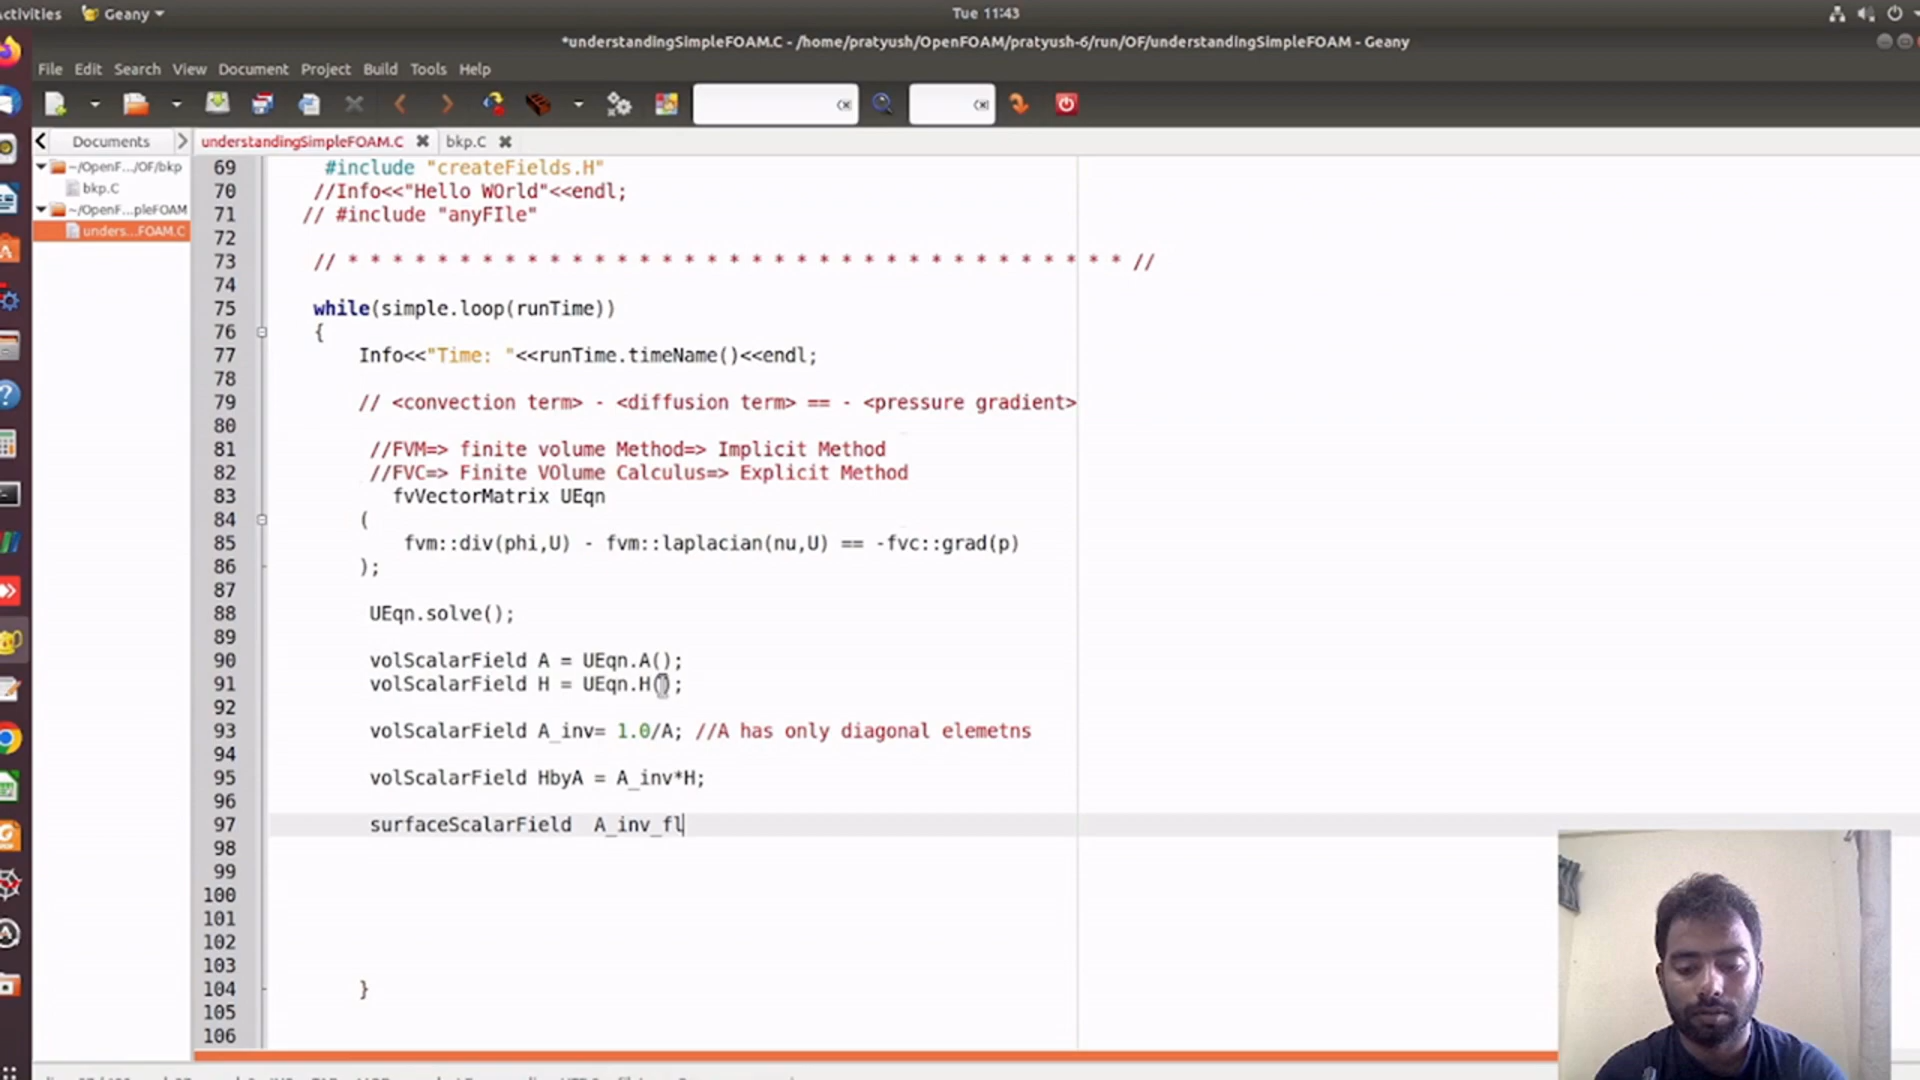 Activities Geany Tue 11:43
*understandingSimpleFOAM.C - /home/pratyush/OpenFOAM/pratyush-6/run/OF/understandingSimpleFOAM - Geany
File Edit Search View Document Project Build Tools Help
Documents understandingSimpleFOAM.C bkp.C
~/OpenF.../OF/bkp
bkp.C
~/OpenF...pleFOAM
unders...FOAM.C
69 #include "createFields.H"
70 //Info<<"Hello WOrld"<<endl;
71 // #include "anyFIle"
72
73 // * * * * * * * * * * * * * * * * * * * * * * * * * * * * * * * * * * * //
74
75 while(simple.loop(runTime))
76 {
77 Info<<"Time: "<<runTime.timeName()<<endl;
78
79 // <convection term> - <diffusion term> == - <pressure gradient>
80
81 //FVM=> finite volume Method=> Implicit Method
82 //FVC=> Finite VOlume Calculus=> Explicit Method
83 fvVectorMatrix UEqn
84 (
85 fvm::div(phi,U) - fvm::laplacian(nu,U) == -fvc::grad(p)
86 );
87
88 UEqn.solve();
89
90 volScalarField A = UEqn.A();
91 volScalarField H = UEqn.H();
92
93 volScalarField A_inv= 1.0/A; //A has only diagonal elemetns
94
95 volScalarField HbyA = A_inv*H;
96
97 surfaceScalarField  A_inv_fl
98
99
100
101
102
103
104 }
105
106